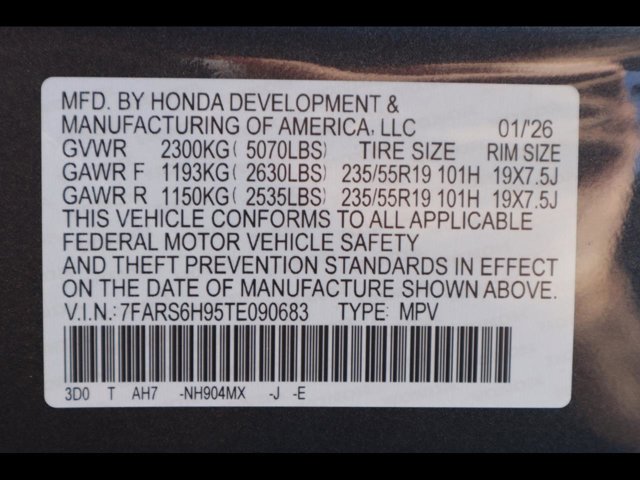 MFD. BY HONDA DEVELOPMENT &
MANUFACTURING OF AMERICA, LLC 01/'26
GVWR 2300KG( 5070LBS) TIRE SIZE RIM SIZE
GAWR F 1193KG( 2630LBS) 235/55R19 101H 19X7.5J
GAWR R 1150KG( 2535LBS) 235/55R19 101H 19X7.5J
THIS VEHICLE CONFORMS TO ALL APPLICABLE
FEDERAL MOTOR VEHICLE SAFETY
AND THEFT PREVENTION STANDARDS IN EFFECT
ON THE DATE OF MANUFACTURE SHOWN ABOVE.
V.I.N.: 7FARS6H95TE090683 TYPE: MPV
3D0 T AH7 -NH904MX -J -E